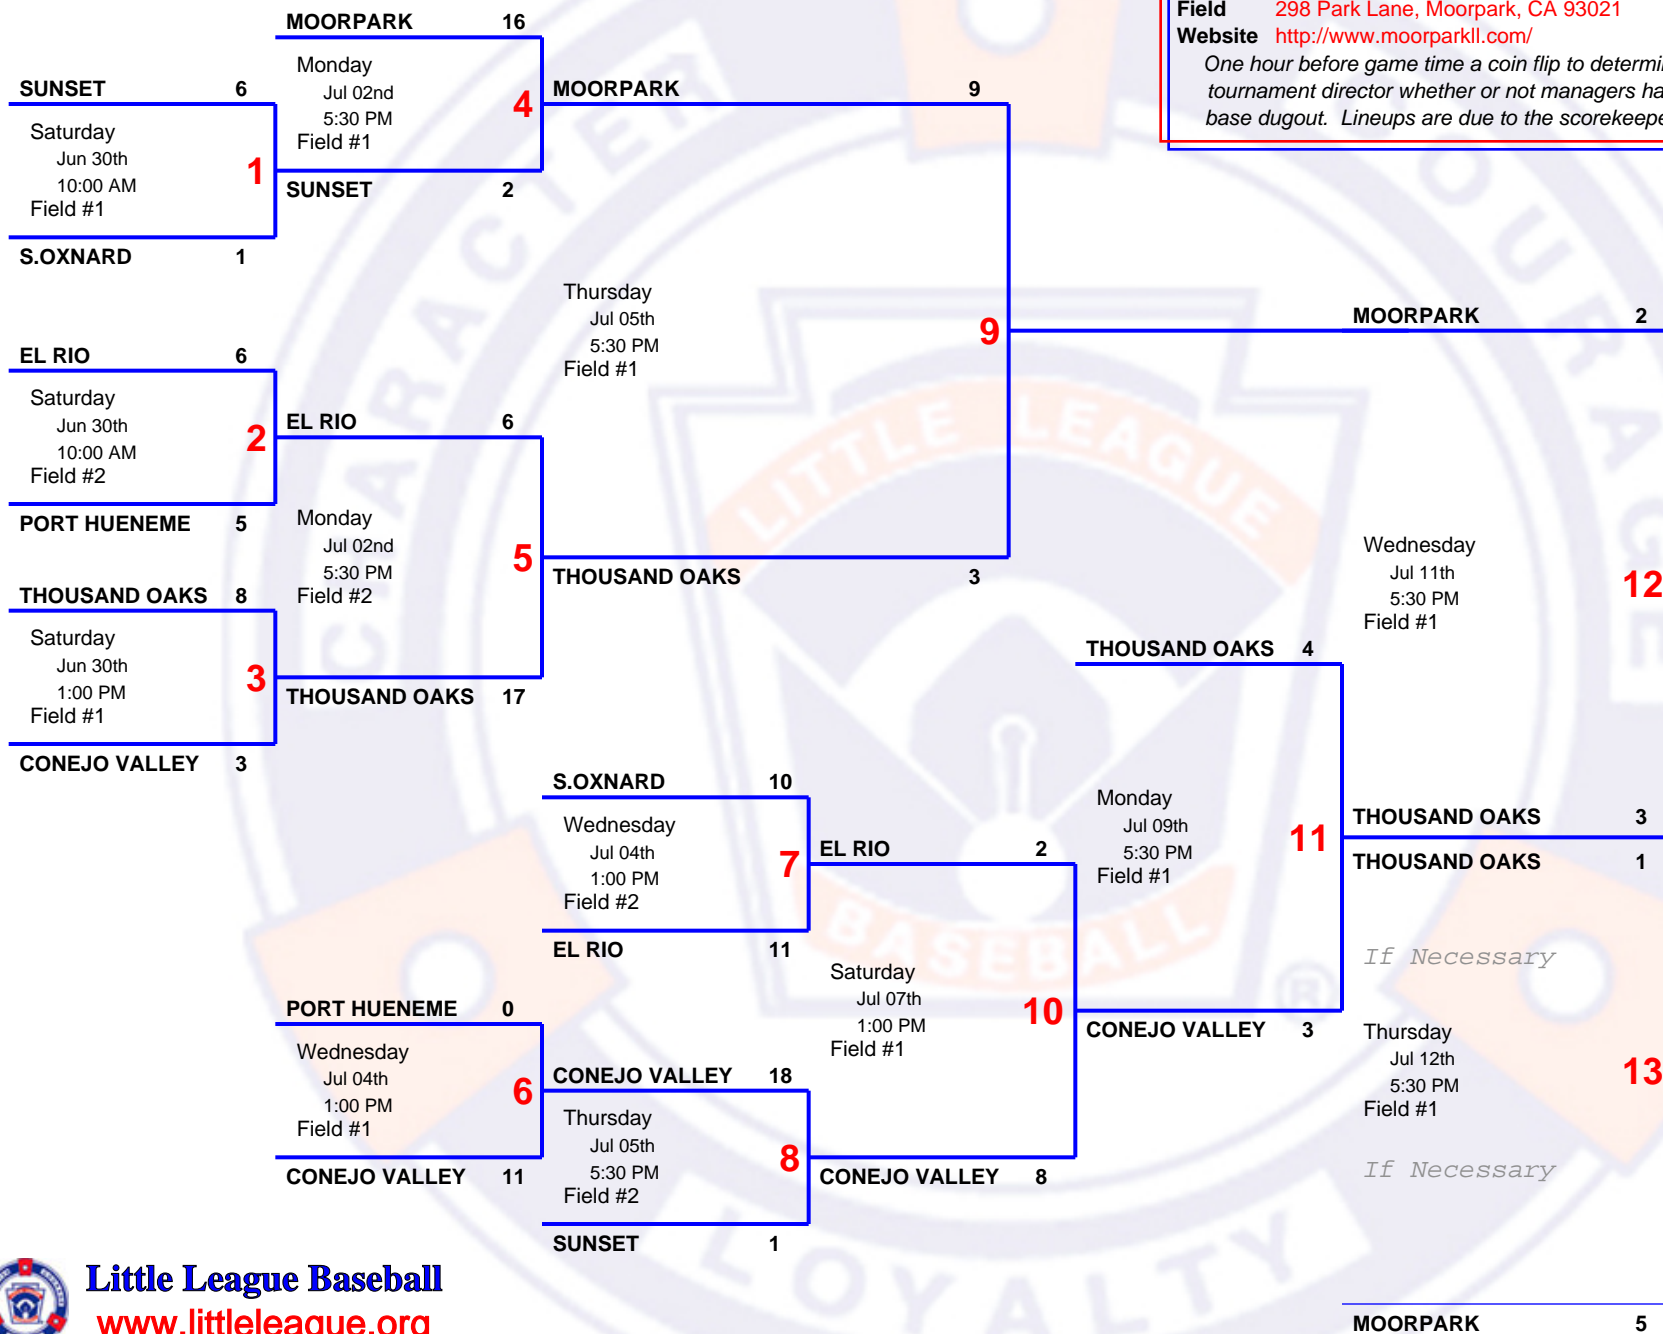 MOORPARK 16
Field 298 Park Lane, Moorpark, CA 93021
Website http://www.moorparkll.com/
One hour before game time a coin flip to determi
tournament director whether or not managers ha
base dugout. Lineups are due to the scorekeepe
SUNSET 6
Monday
Jul 02nd
5:30 PM
Field #1
4
MOORPARK 9
Saturday
Jun 30th
10:00 AM
Field #1
1
SUNSET 2
S.OXNARD 1
Thursday
Jul 05th
5:30 PM
Field #1
9
MOORPARK 2
EL RIO 6
Saturday
Jun 30th
10:00 AM
Field #2
2
EL RIO 6
PORT HUENEME 5
Monday
Jul 02nd
5:30 PM
Field #2
5
THOUSAND OAKS 3
Wednesday
Jul 11th
5:30 PM
Field #1
12
THOUSAND OAKS 8
Saturday
Jun 30th
1:00 PM
Field #1
3
THOUSAND OAKS 17
CONEJO VALLEY 3
THOUSAND OAKS 4
S.OXNARD 10
Wednesday
Jul 04th
1:00 PM
Field #2
7
EL RIO 2
EL RIO 11
Monday
Jul 09th
5:30 PM
Field #1
11
THOUSAND OAKS 3
THOUSAND OAKS 1
If Necessary
Saturday
Jul 07th
1:00 PM
Field #1
10
CONEJO VALLEY 3
PORT HUENEME 0
Wednesday
Jul 04th
1:00 PM
Field #1
6
CONEJO VALLEY 18
CONEJO VALLEY 11
Thursday
Jul 05th
5:30 PM
Field #2
8
CONEJO VALLEY 8
SUNSET 1
Thursday
Jul 12th
5:30 PM
Field #1
13
If Necessary
Little League Baseball
www.littleleague.org
MOORPARK 5
CHARACTER
COURAGE
LOYALTY
LITTLE LEAGUE
BASEBALL
®